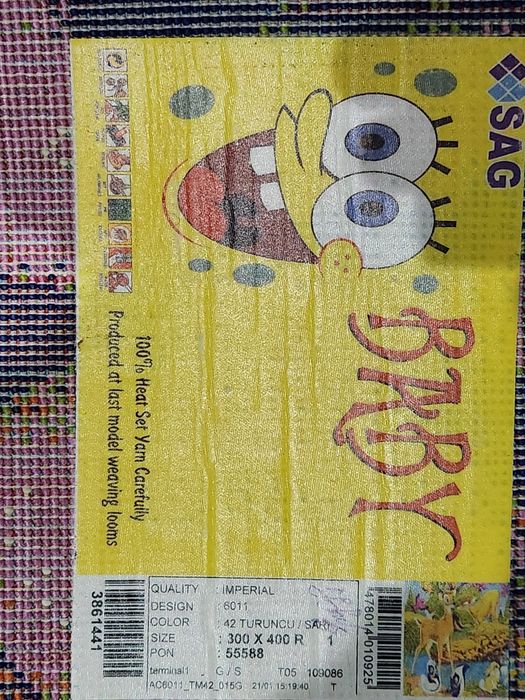 SAG
BABY
100% Heat Set Yarn Carefully
Produced at last model weaving looms
3861441
QUALITY : IMPERIAL
DESIGN : 6011
COLOR : 42 TURUNCU / SARI
SIZE : 300 X 400 R 1
PON : 55588
terminal1 . G / S T05 109086
AC6011_TM42_015G 21/01 15:19:40 T
178014010925